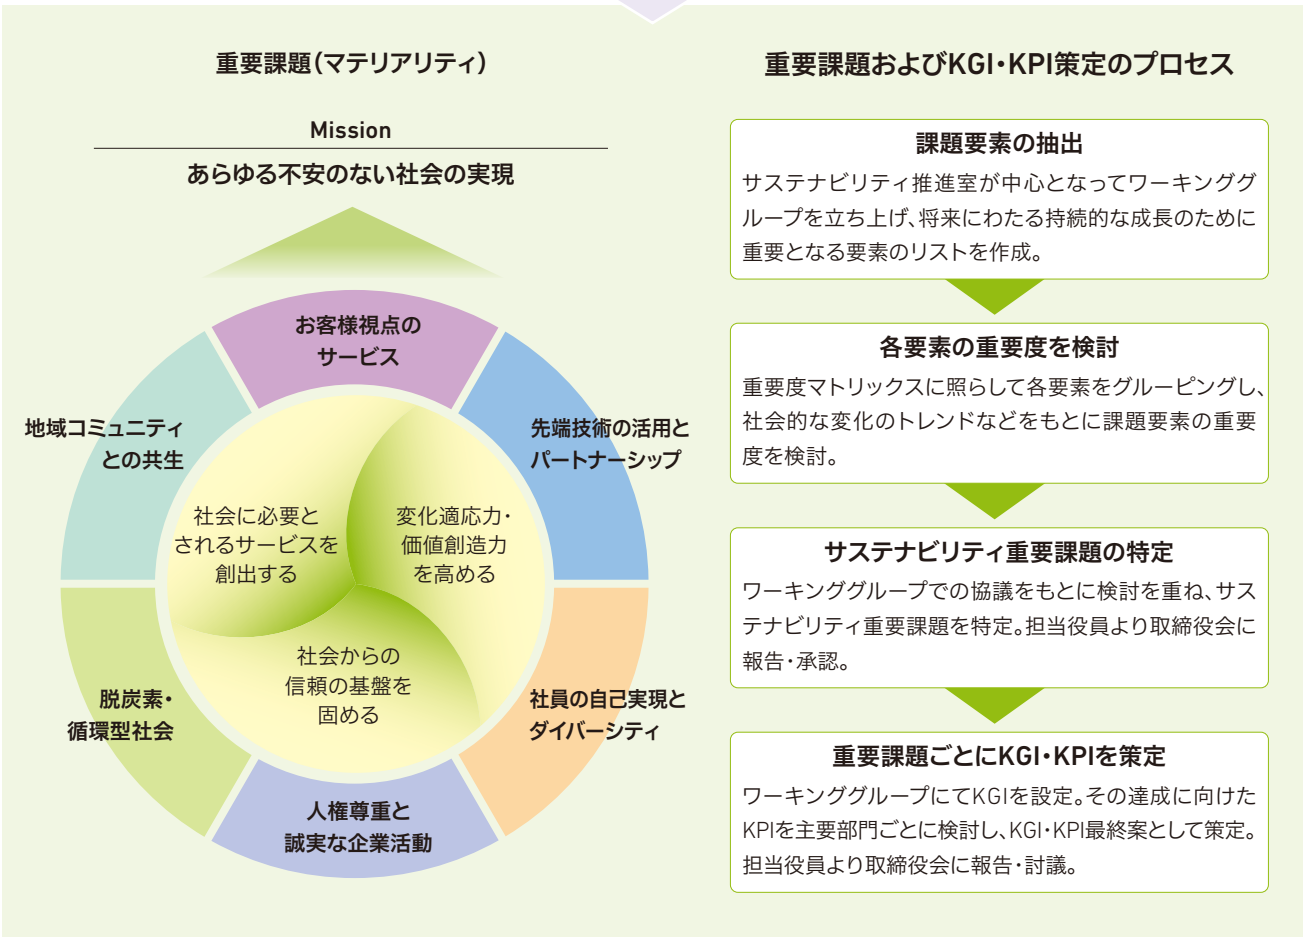 重要課題（マテリアリティ）
Mission
あらゆる不安のない社会の実現
お客様視点の
サービス
先端技術の活用と
パートナーシップ
社員の自己実現と
ダイバーシティ
人権尊重と
誠実な企業活動
脱炭素・
循環型社会
地域コミュニティ
との共生
社会に必要と
されるサービスを
創出する
変化適応力・
価値創造力
を高める
社会からの
信頼の基盤を
固める
重要課題およびKGI・KPI策定のプロセス
課題要素の抽出
サステナビリティ推進室が中心となってワーキンググ
ループを立ち上げ、将来にわたる持続的な成長のために
重要となる要素のリストを作成。
各要素の重要度を検討
重要度マトリックスに照らして各要素をグルーピングし、
社会的な変化のトレンドなどをもとに課題要素の重要
度を検討。
サステナビリティ重要課題の特定
ワーキンググループでの協議をもとに検討を重ね、サス
テナビリティ重要課題を特定。担当役員より取締役会に
報告・承認。
重要課題ごとにKGI・KPIを策定
ワーキンググループにてKGIを設定。その達成に向けた
KPIを主要部門ごとに検討し、KGI・KPI最終案として策定。
担当役員より取締役会に報告・討議。